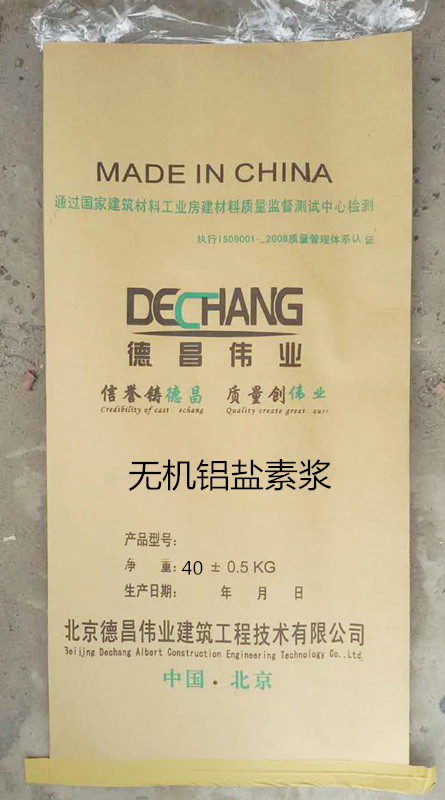 MADE IN CHINA
通过国家建筑材料工业房建材料质量监督测试中心检测
执行ISO9001-_2008质量管理体系认 证
DECHANG
德昌伟业
信誉铸德昌 质量创伟业
Credibility of cast echang Quality create great
无机铝盐素浆
产品型号:
净 重: 40 ± 0.5 KG
生产日期: 年 月 日
北京德昌伟业建筑工程技术有限公司
Beijing Dechang Albert Construction Engineering Technology Co.,Ltd.
中国·北京